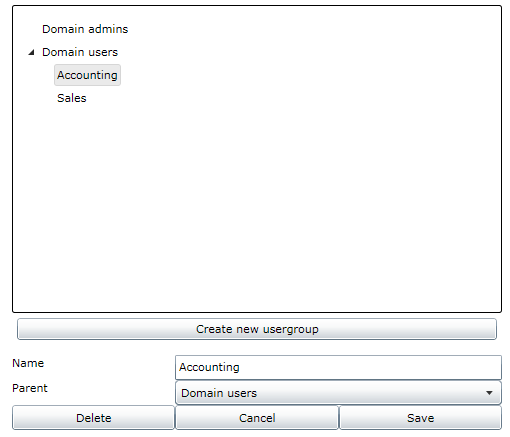 Domain admins
Domain users
Accounting
Sales
Create new usergroup
Name Accounting
Parent Domain users
Delete Cancel Save